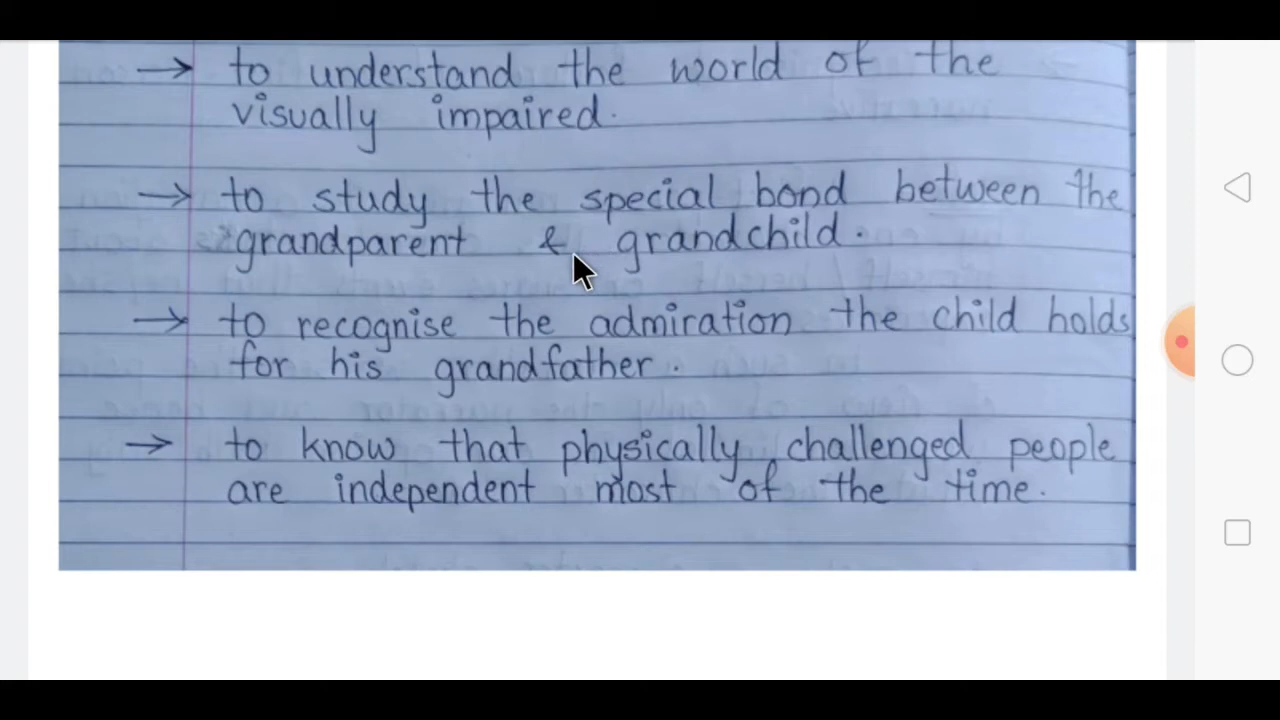 → to understand the world of the
visually impaired.
→ to study the special bond between the
grandparent & grandchild.
→ to recognise the admiration the child holds
for his grandfather.
→ to know that physically challenged people
are independent most of the time.